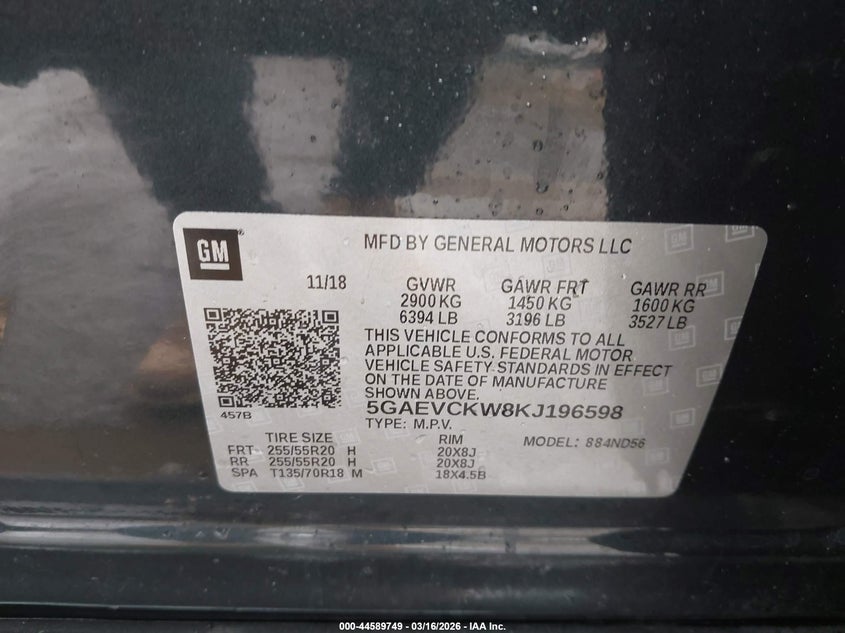 GM
MFD BY GENERAL MOTORS LLC
11/18 GVWR GAWR FRT GAWR RR
2900 KG 1450 KG 1600 KG
6394 LB 3196 LB 3527 LB
THIS VEHICLE CONFORMS TO ALL
APPLICABLE U.S. FEDERAL MOTOR
VEHICLE SAFETY STANDARDS IN EFFECT
ON THE DATE OF MANUFACTURE
SHOWN ABOVE.
457B
5GAEVCKW8KJ196598
TYPE: M.P.V. MODEL: 884ND56
TIRE SIZE RIM
FRT 255/55R20 H 20X8J
RR 255/55R20 H 20X8J
SPA T135/70R18 M 18X4.5B
000-44589749 - 03/16/2026 - IAA Inc.